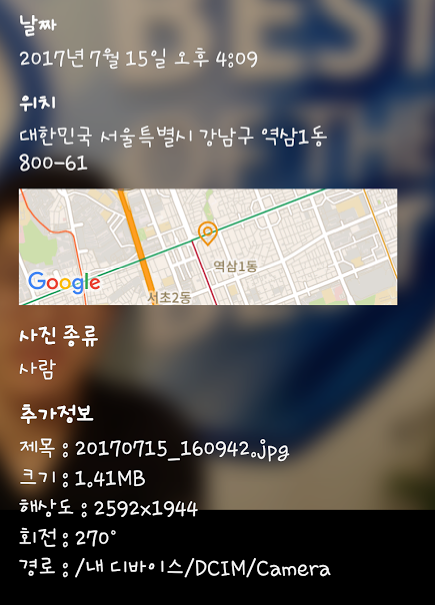 날짜
2017년 7월 15일 오후 4:09
위치
대한민국 서울특별시 강남구 역삼1동
800-61
Google
역삼1동
서초2동
사진 종류
사람
추가정보
제목 : 20170715_160942.jpg
크기 : 1.41MB
해상도 : 2592x1944
회전 : 270°
경로 : /내 디바이스/DCIM/Camera